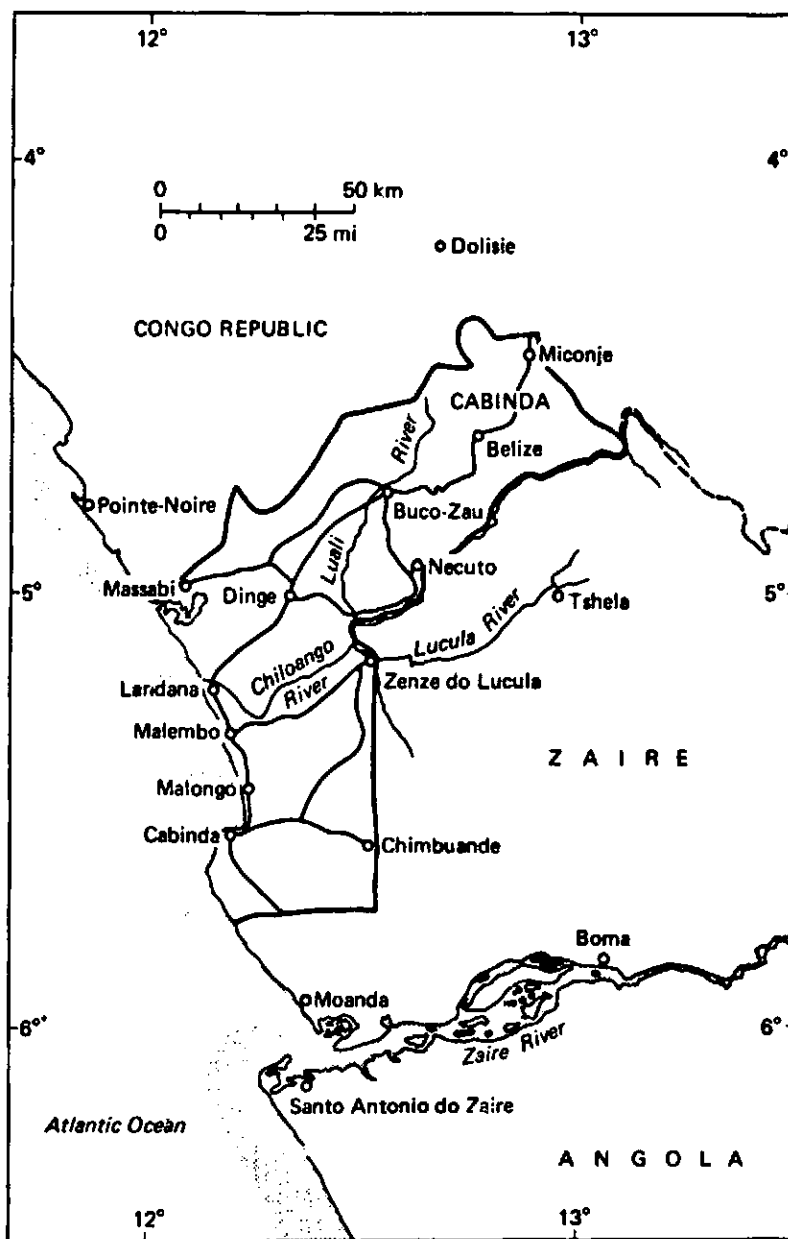 12° 13°
4° 4°
0 50 km
0 25 mi
Dolisie
CONGO REPUBLIC
Miconje
CABINDA
River
Belize
Pointe-Noire
Buco-Zau
Luali
Necuto
Massabi
Dinge
5° 5°
Tshela
Lucula River
Chiloango
River
Landana
Zenze do Lucula
Malembo
ZAIRE
Malongo
Cabinda
Chimbuande
Boma
Moanda
6° 6°
Zaire River
Santo Antonio do Zaire
Atlantic Ocean
ANGOLA
12° 13°